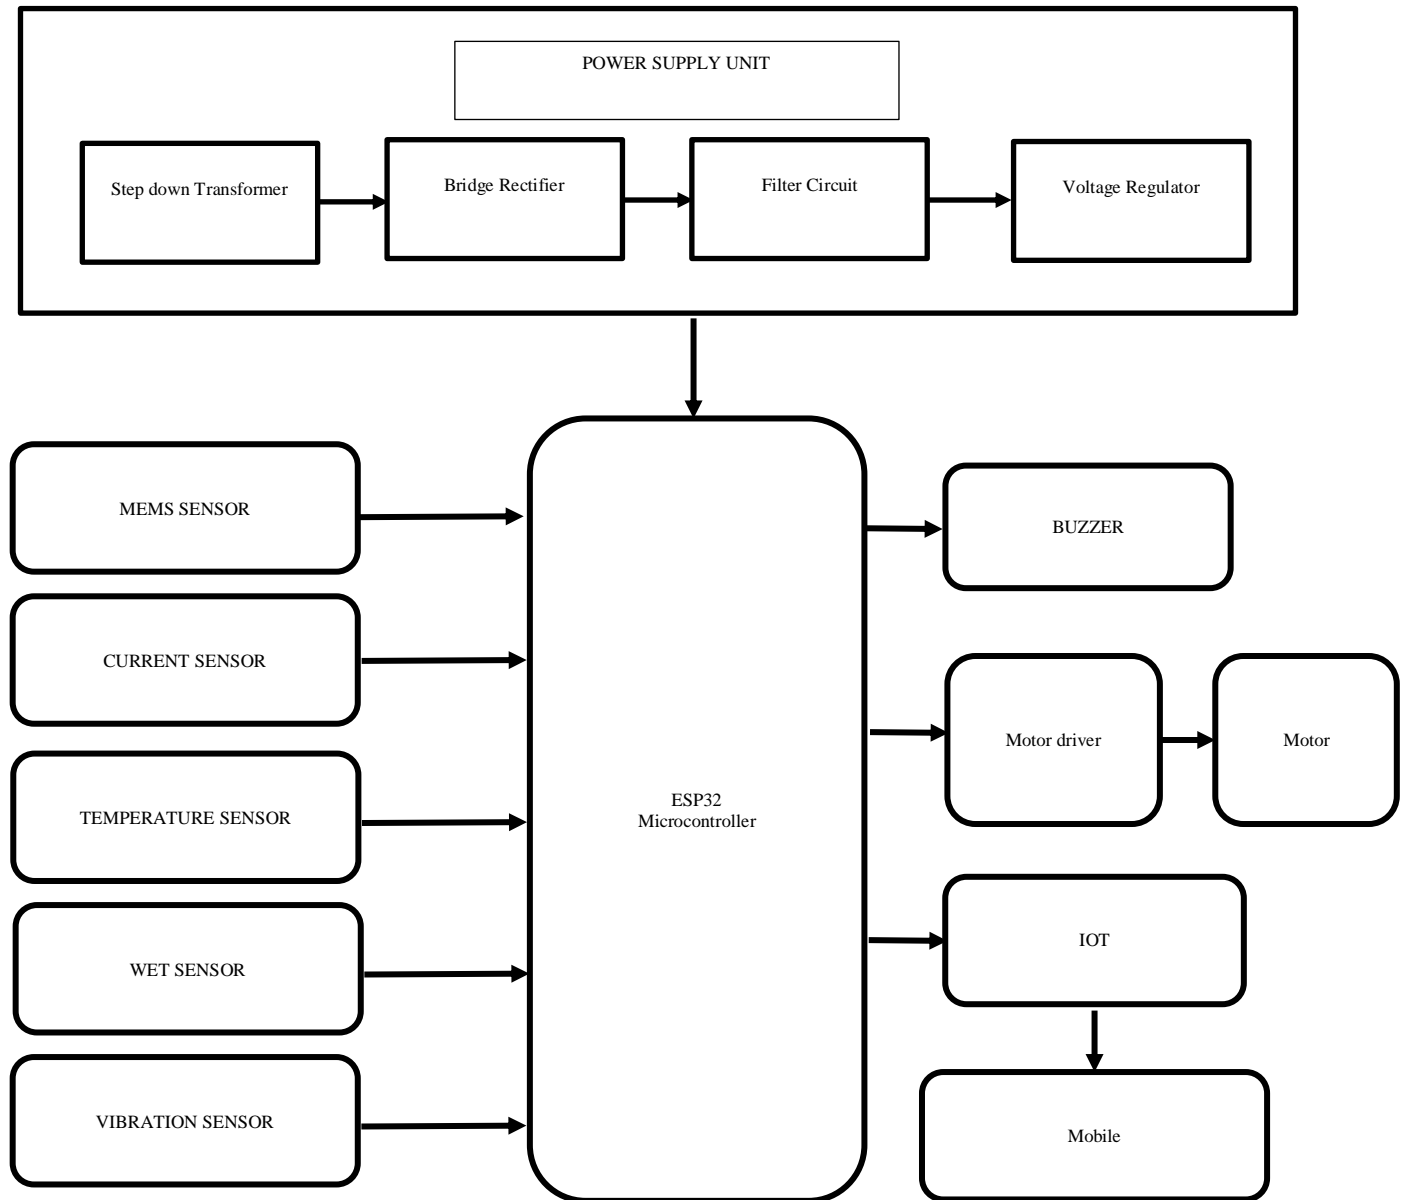 POWER SUPPLY UNIT
Step down Transformer
Bridge Rectifier
Filter Circuit
Voltage Regulator
MEMS SENSOR
CURRENT SENSOR
TEMPERATURE SENSOR
WET SENSOR
VIBRATION SENSOR
ESP32
Microcontroller
BUZZER
Motor driver
Motor
IOT
Mobile